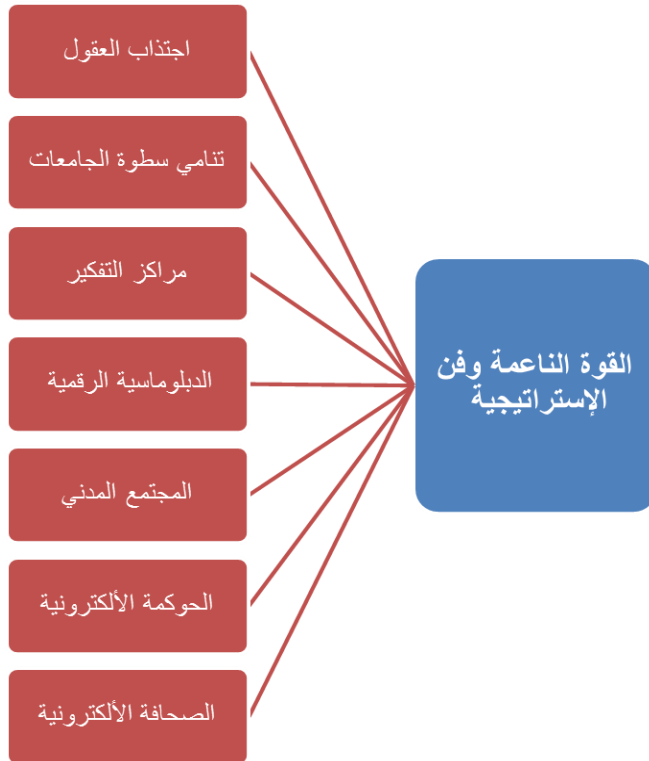 القوة الناعمة وفن
الإستراتيجية
اجتذاب العقول
تنامي سطوة الجامعات
مراكز التفكير
الدبلوماسية الرقمية
المجتمع المدني
الحوكمة الألكترونية
الصحافة الألكترونية